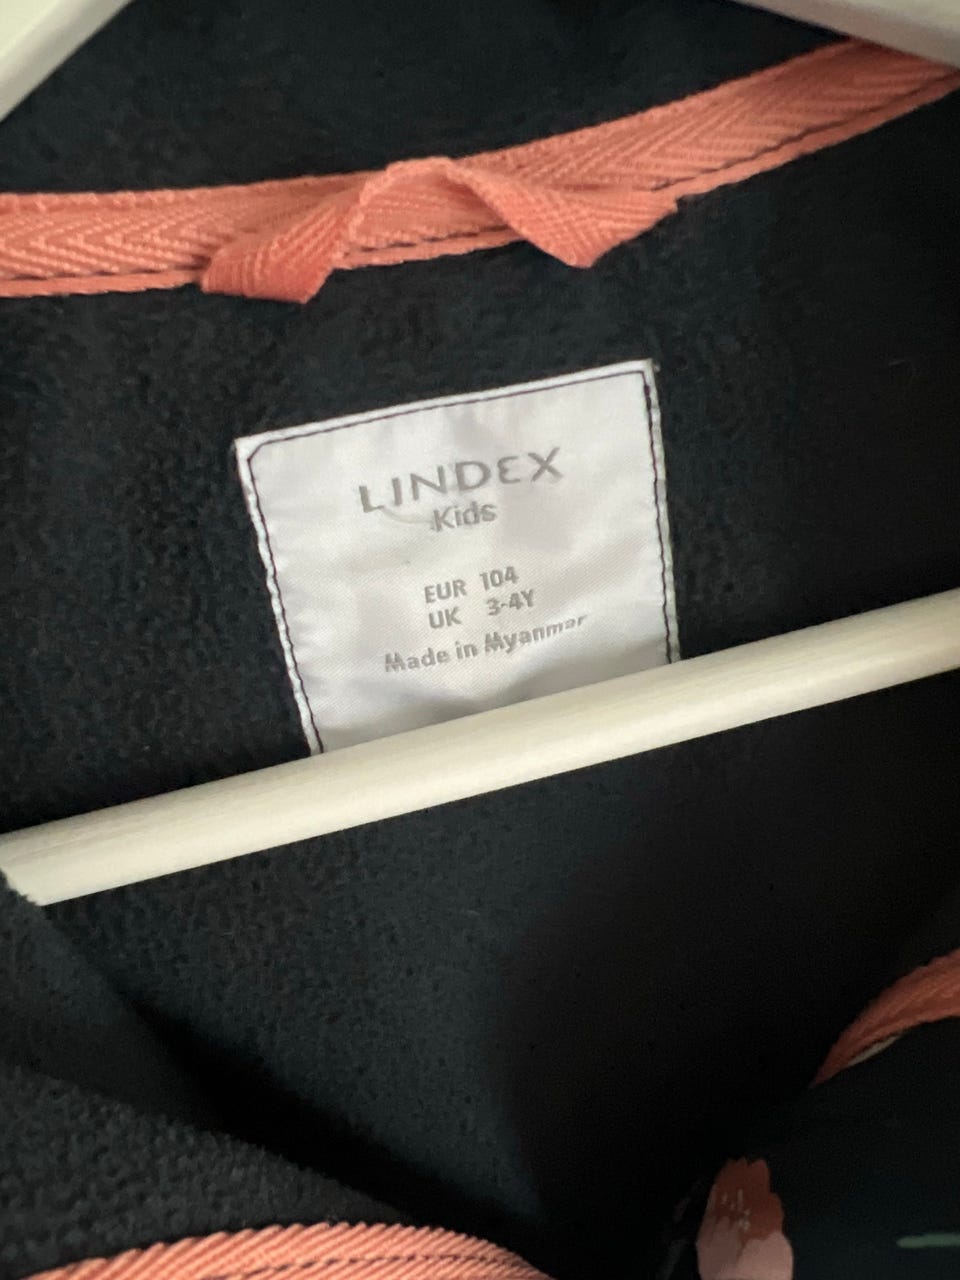 LINDEX
Kids
EUR 104
UK 3-4Y
Made in Myanmar